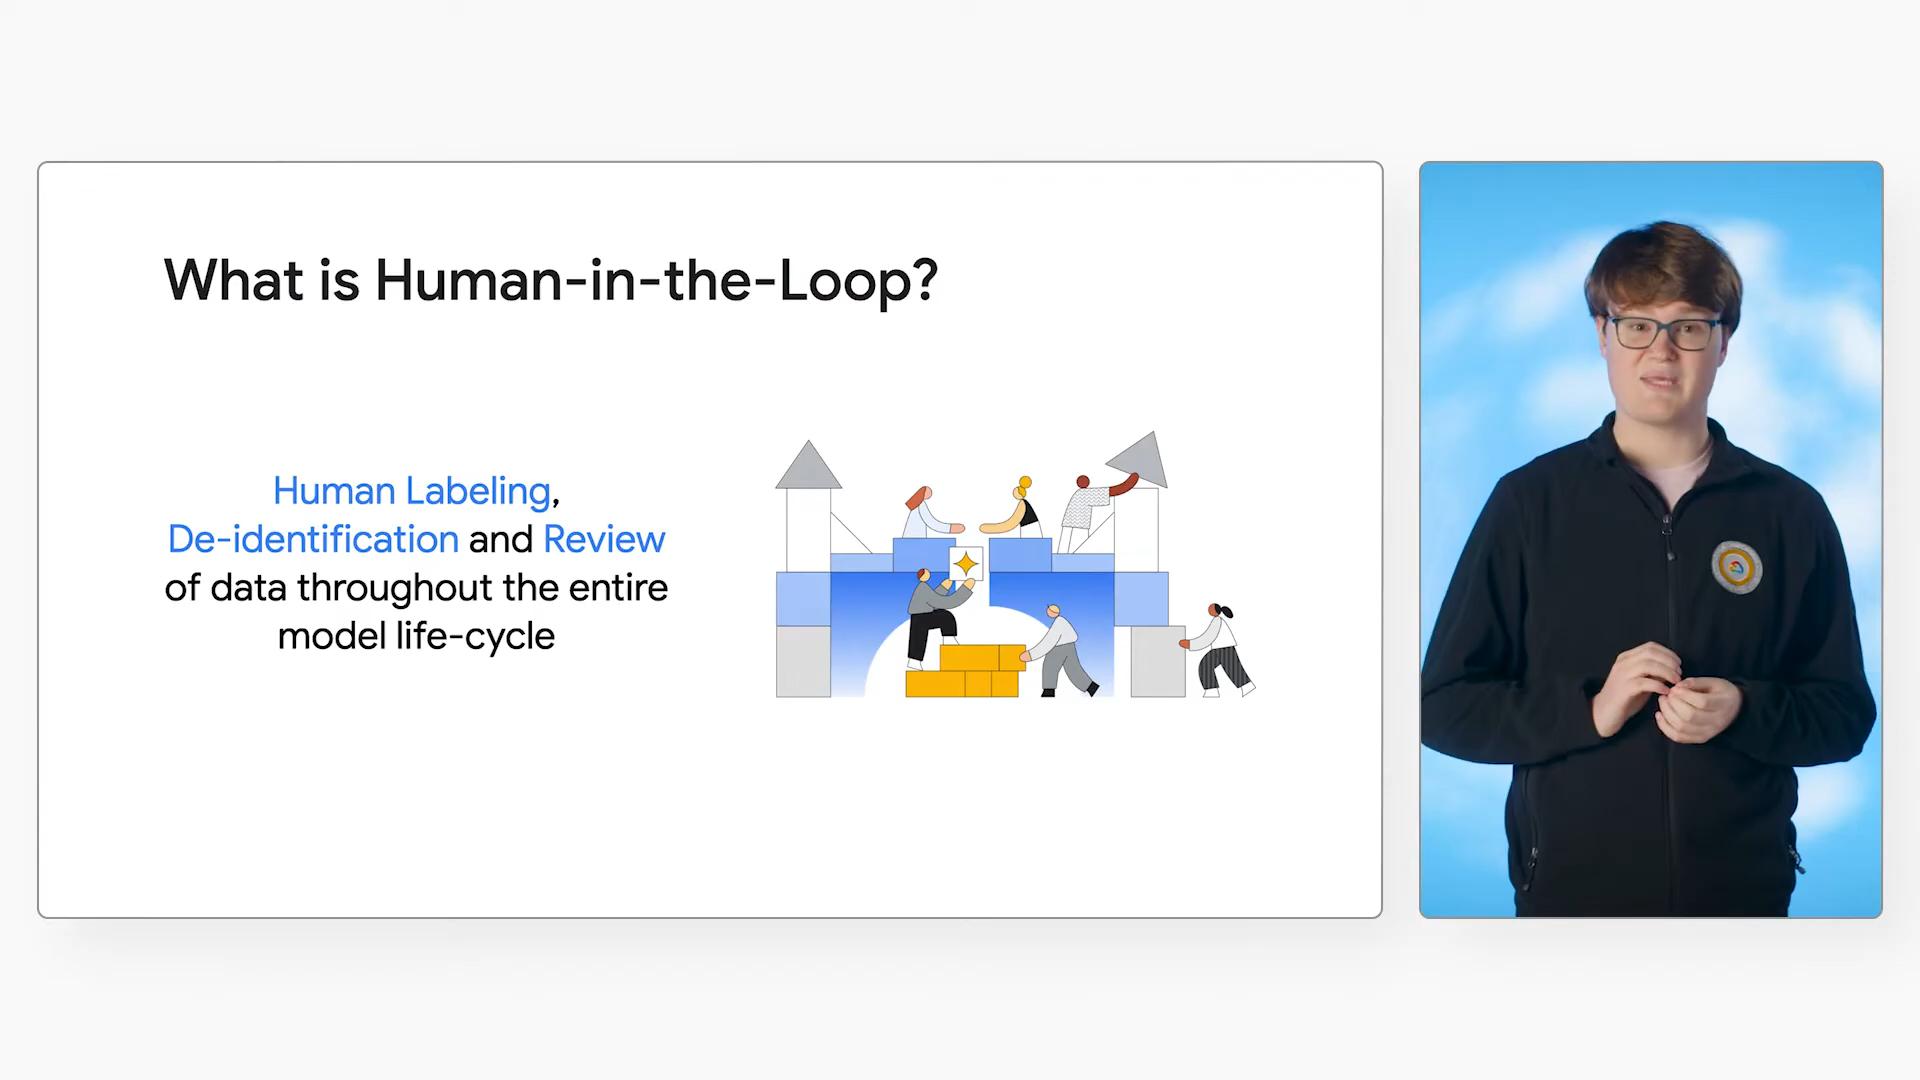 What is Human-in-the-Loop?
Human Labeling,
De-identification and Review
of data throughout the entire
model life-cycle